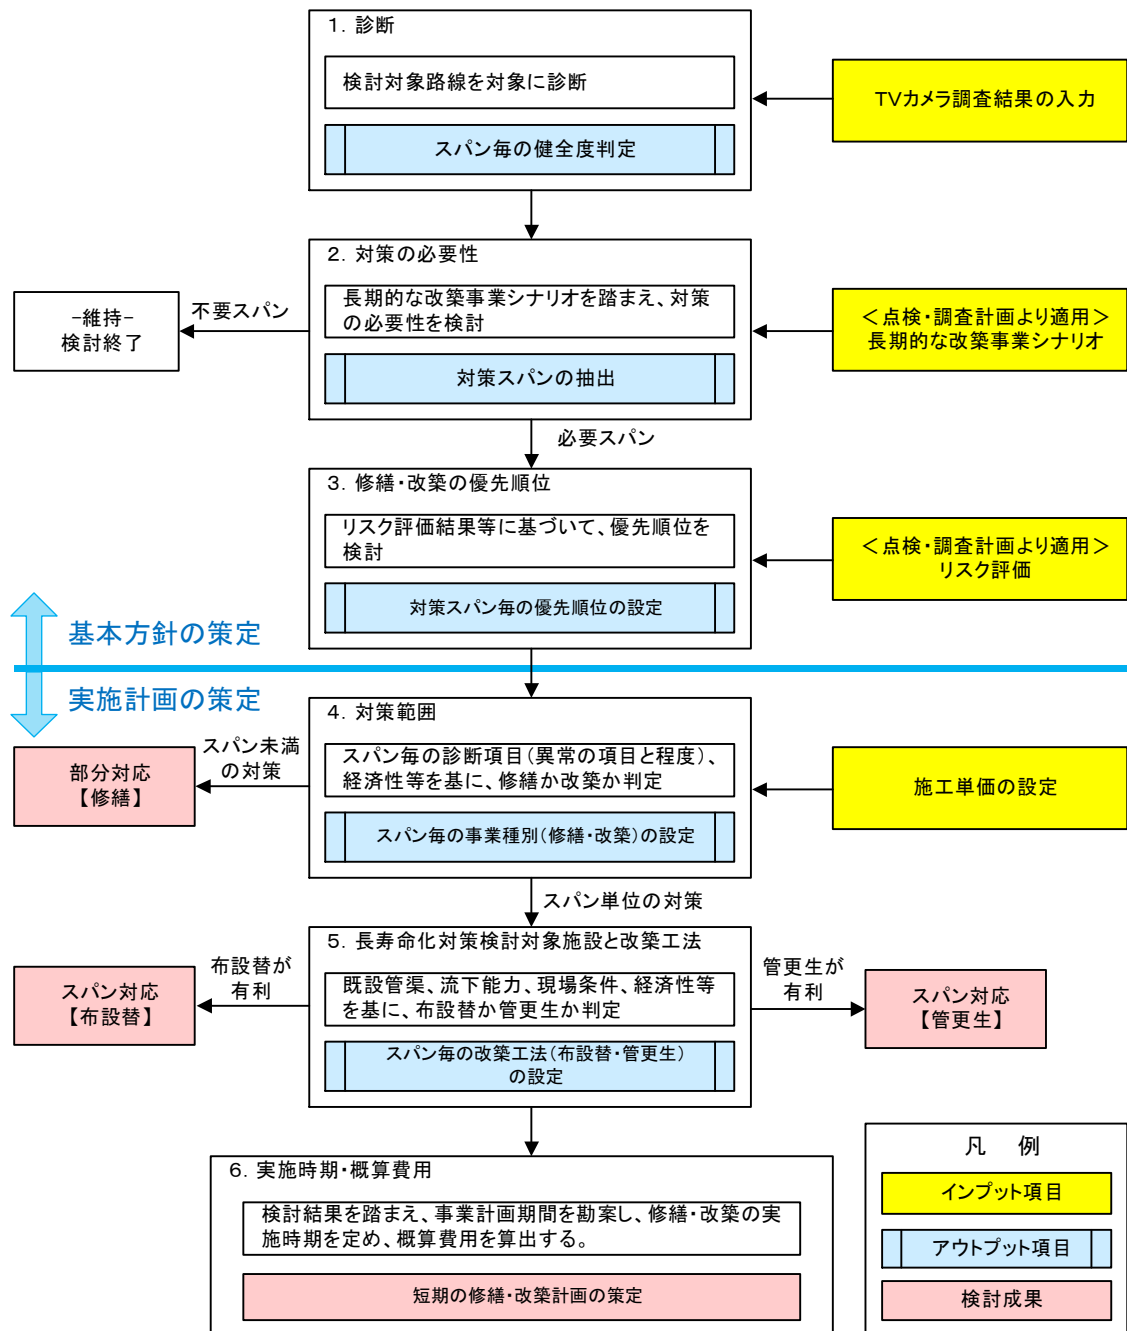 1．診断
検討対象路線を対象に診断
スパン毎の健全度判定
TVカメラ調査結果の入力
2．対策の必要性
長期的な改築事業シナリオを踏まえ、対策
の必要性を検討
対策スパンの抽出
不要スパン
-維持-
検討終了
＜点検・調査計画より適用＞
長期的な改築事業シナリオ
必要スパン
3．修繕・改築の優先順位
リスク評価結果等に基づいて、優先順位を
検討
対策スパン毎の優先順位の設定
＜点検・調査計画より適用＞
リスク評価
基本方針の策定
実施計画の策定
4．対策範囲
スパン毎の診断項目（異常の項目と程度）、
経済性等を基に、修繕か改築か判定
スパン毎の事業種別（修繕・改築）の設定
スパン未満
の対策
部分対応
【修繕】
施工単価の設定
スパン単位の対策
5．長寿命化対策検討対象施設と改築工法
既設管渠、流下能力、現場条件、経済性等
を基に、布設替か管更生か判定
スパン毎の改築工法（布設替・管更生）
の設定
布設替が
有利
スパン対応
【布設替】
管更生が
有利
スパン対応
【管更生】
6．実施時期・概算費用
検討結果を踏まえ、事業計画期間を勘案し、修繕・改築の実
施時期を定め、概算費用を算出する。
短期の修繕・改築計画の策定
凡　例
インプット項目
アウトプット項目
検討成果